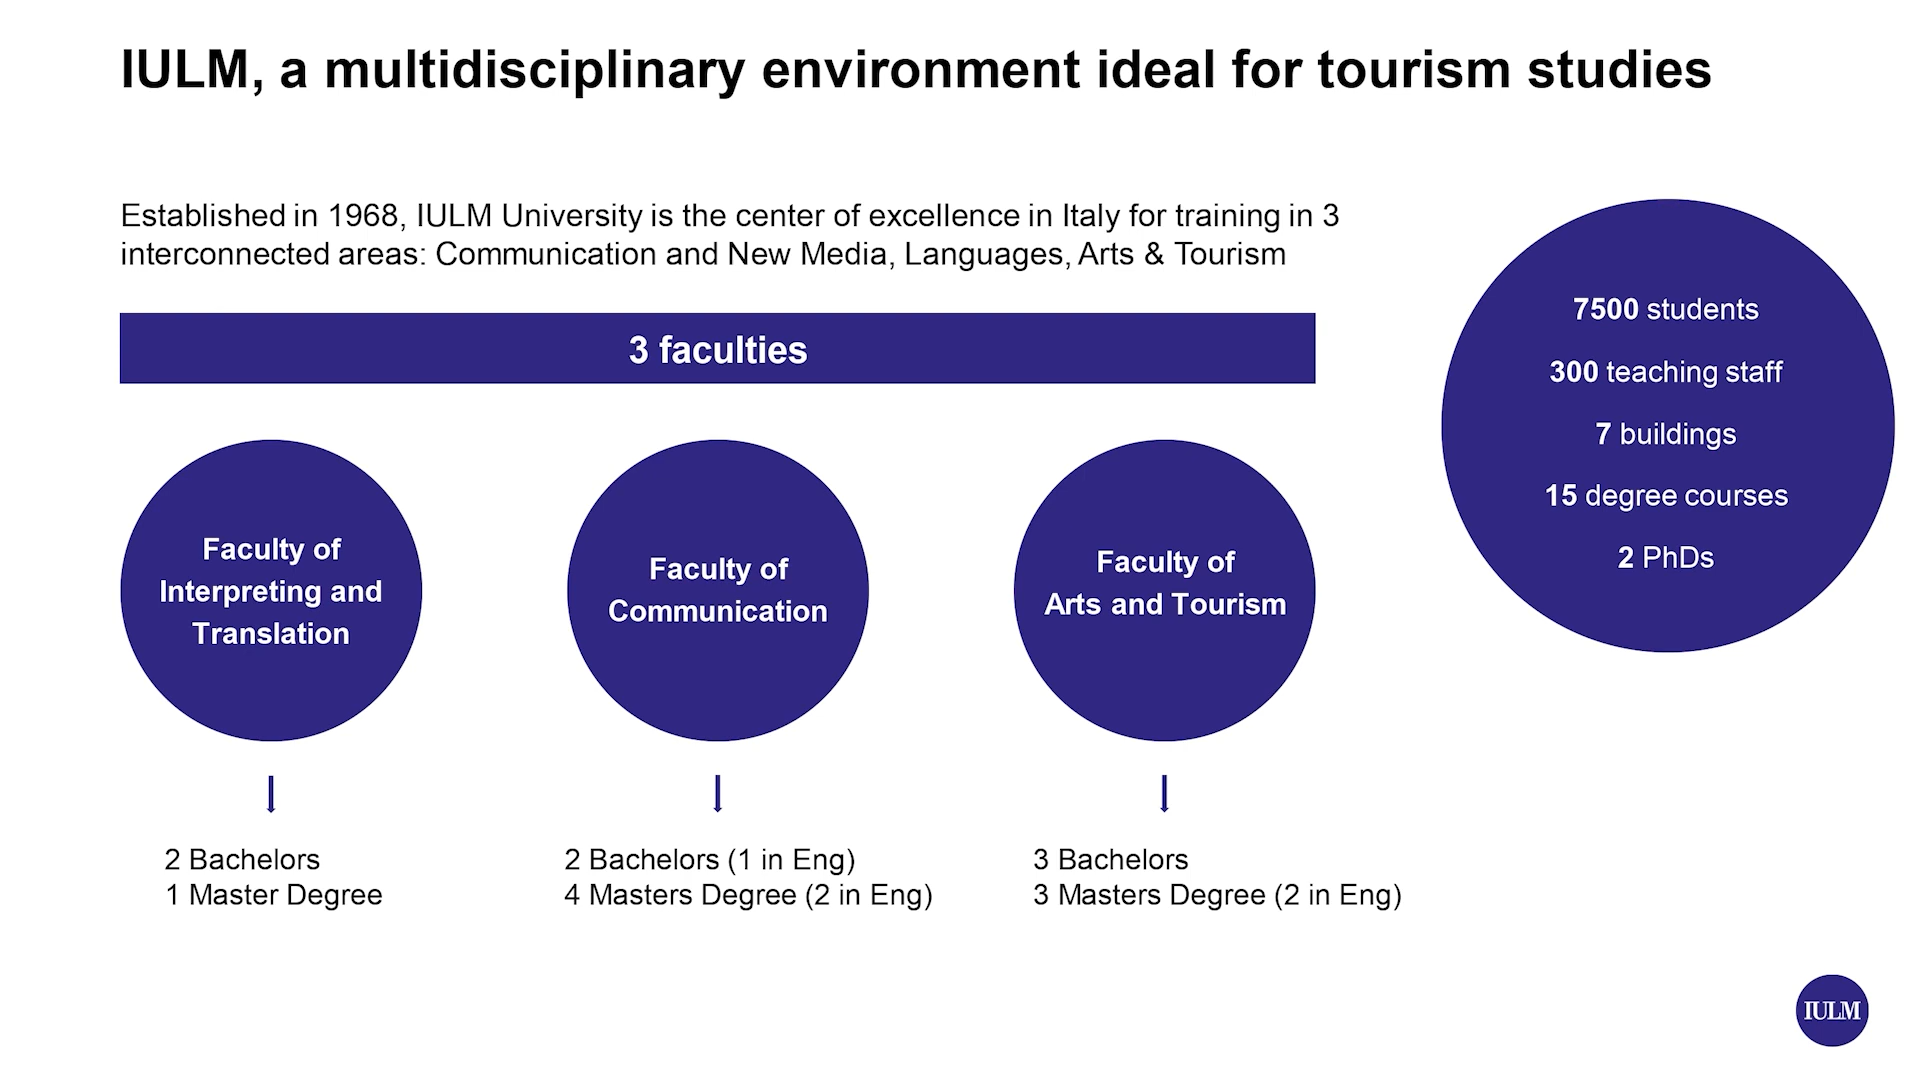 IULM, a multidisciplinary environment ideal for tourism studies
Established in 1968, IULM University is the center of excellence in Italy for training in 3
interconnected areas: Communication and New Media, Languages, Arts & Tourism
3 faculties
Faculty of
Interpreting and
Translation
2 Bachelors
1 Master Degree
Faculty of
Communication
2 Bachelors (1 in Eng)
4 Masters Degree (2 in Eng)
Faculty of
Arts and Tourism
3 Bachelors
3 Masters Degree (2 in Eng)
7500 students
300 teaching staff
7 buildings
15 degree courses
2 PhDs
IULM